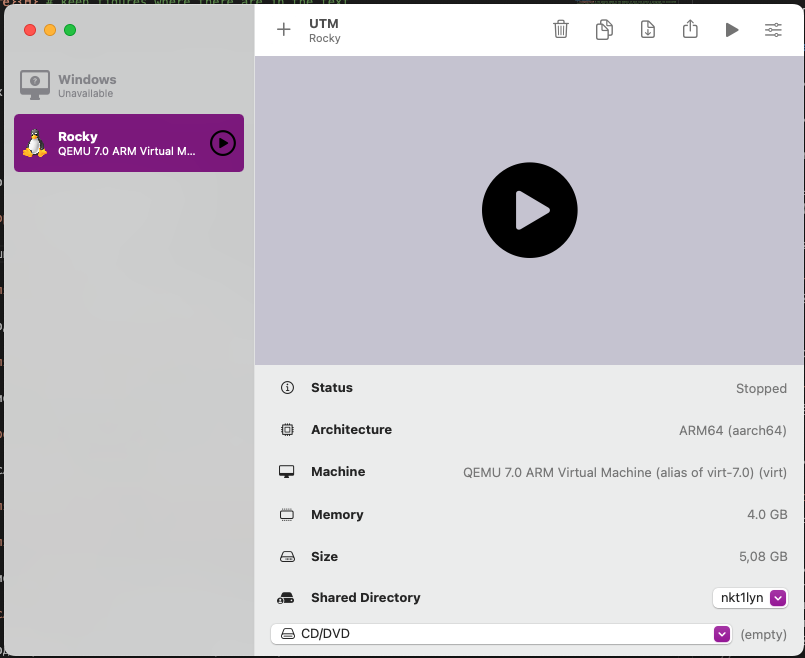 UTM
Rocky
Windows
Unavailable
Rocky
QEMU 7.0 ARM Virtual M...
Status
Stopped
Architecture
ARM64 (aarch64)
Machine
QEMU 7.0 ARM Virtual Machine (alias of virt-7.0) (virt)
Memory
4.0 GB
Size
5,08 GB
Shared Directory
nkt1lyn
CD/DVD
(empty)